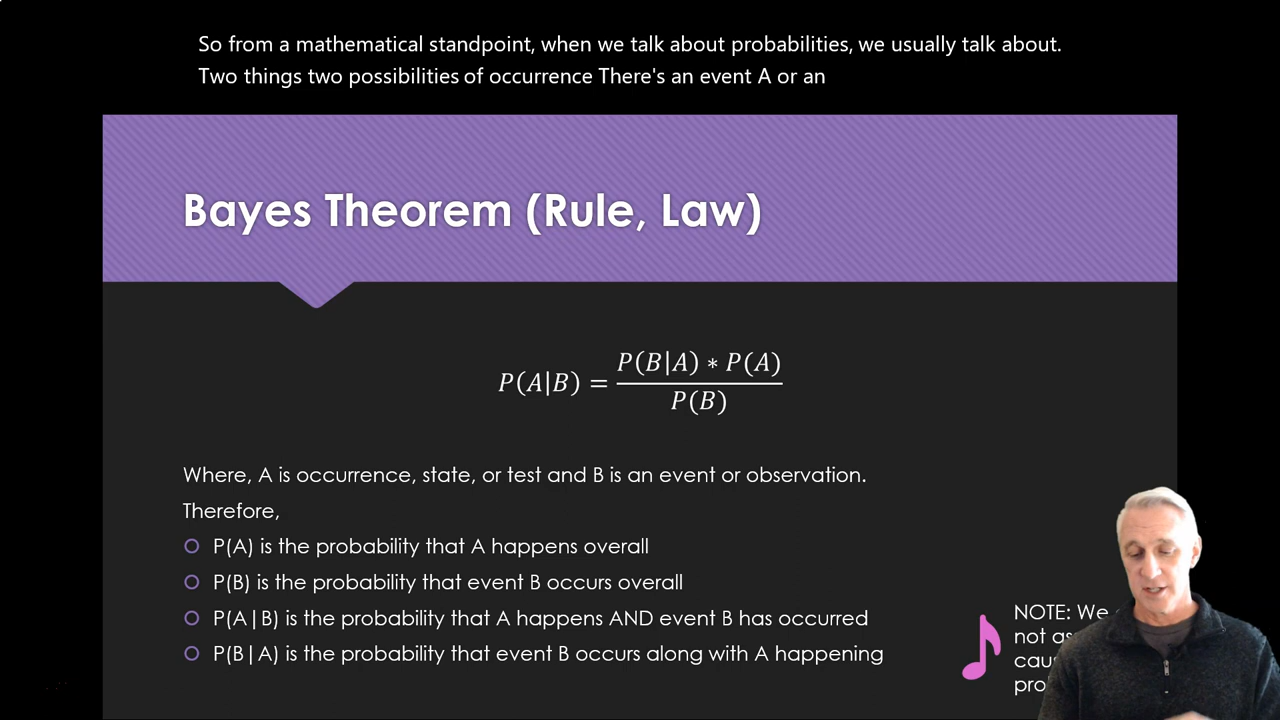 So from a mathematical standpoint, when we talk about probabilities, we usually talk about.
Two things two possibilities of occurrence There's an event A or an
Bayes Theorem (Rule, Law)
P(A|B) = P(B|A) * P(A) / P(B)
Where, A is occurrence, state, or test and B is an event or observation.
Therefore,
P(A) is the probability that A happens overall
P(B) is the probability that event B occurs overall
P(A|B) is the probability that A happens AND event B has occurred
P(B|A) is the probability that event B occurs along with A happening
NOTE: We
not